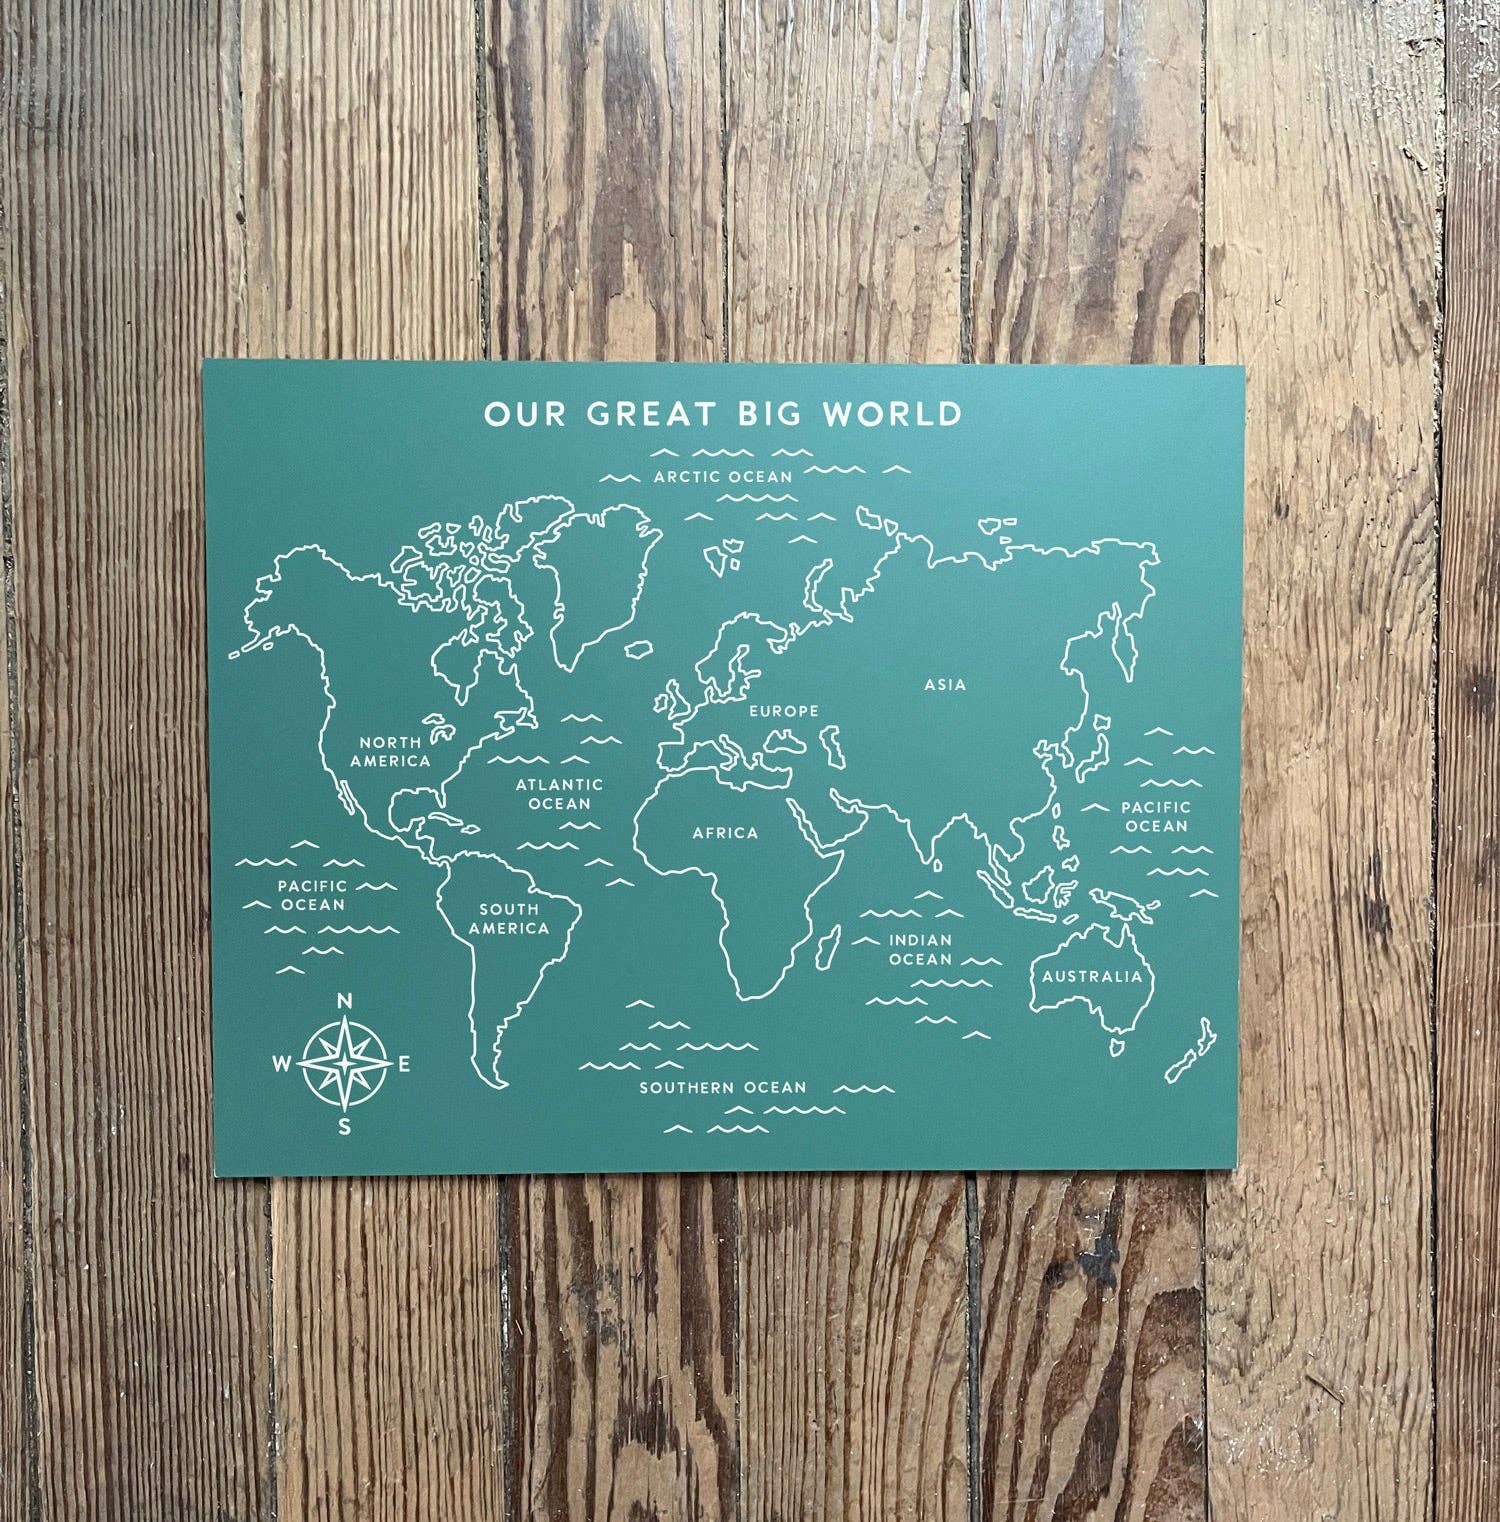 OUR GREAT BIG WORLD
ARCTIC OCEAN
ASIA
EUROPE
NORTH
AMERICA
ATLANTIC
OCEAN
PACIFIC
OCEAN
AFRICA
PACIFIC
OCEAN
SOUTH
AMERICA
INDIAN
OCEAN
AUSTRALIA
N
W E
S
SOUTHERN OCEAN